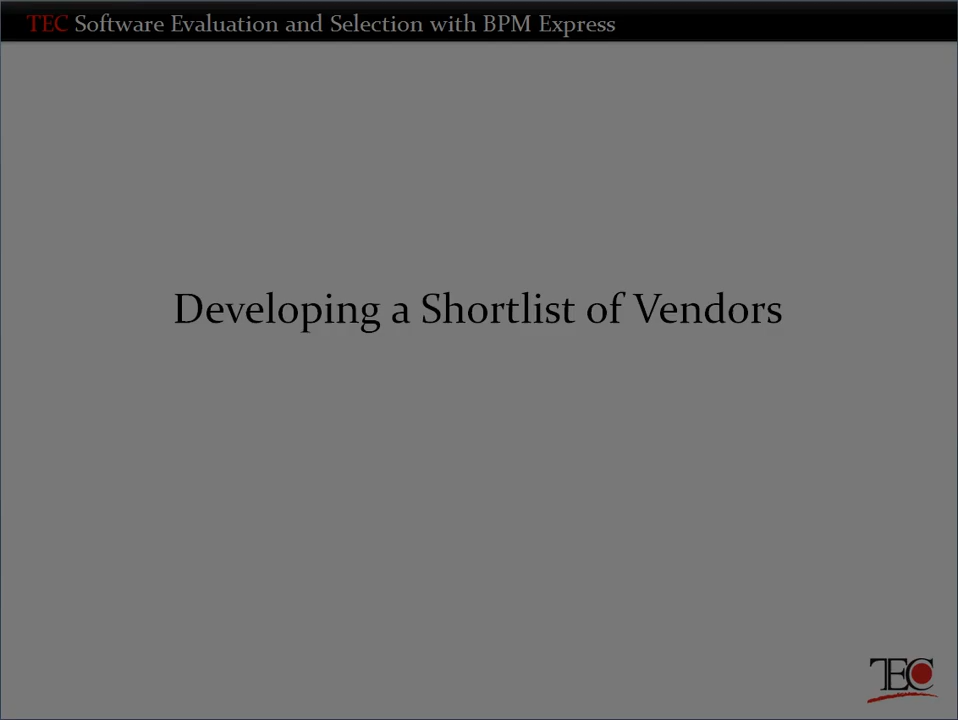 TEC Software Evaluation and Selection with BPM Express
Developing a Shortlist of Vendors
TEC